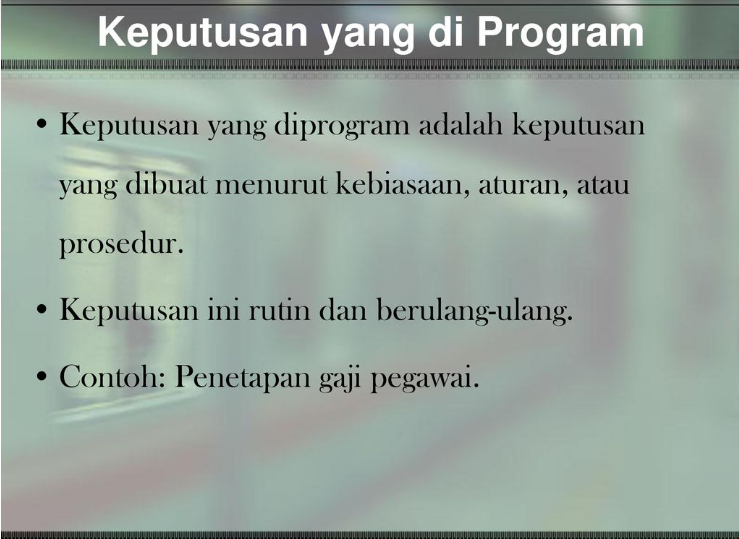 Keputusan yang di Program
• Keputusan yang diprogram adalah keputusan
yang dibuat menurut kebiasaan, aturan, atau
prosedur.
• Keputusan ini rutin dan berulang-ulang.
• Contoh: Penetapan gaji pegawai.